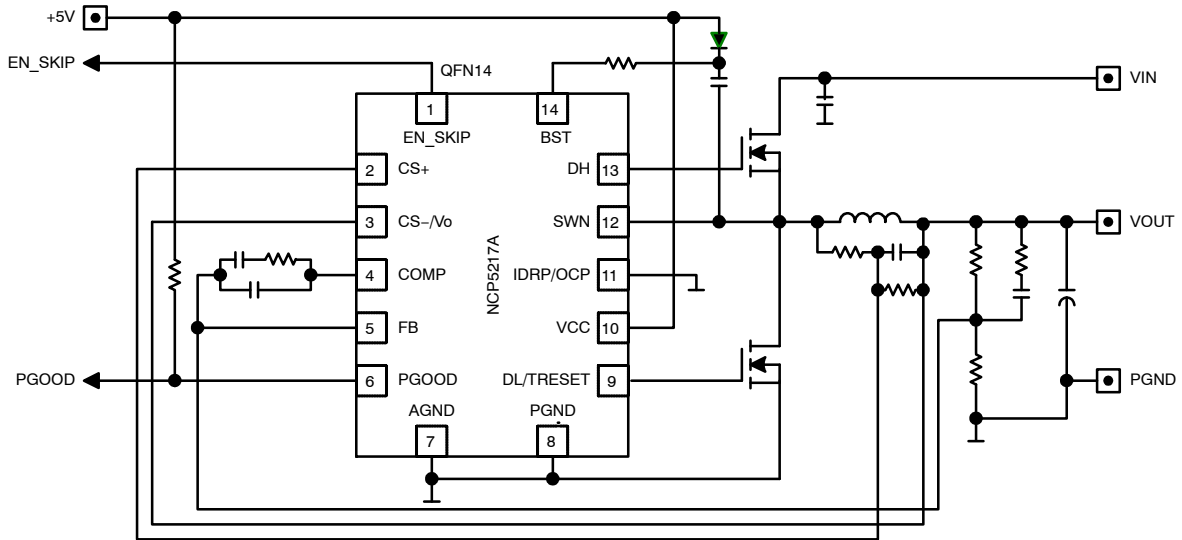 +5V
EN_SKIP
QFN14
VIN
1
14
EN_SKIP
BST
2
CS+
DH
13
3
CS−/Vo
SWN
12
VOUT
NCP5217A
4
COMP
IDRP/OCP
11
5
FB
VCC
10
PGOOD
6
PGOOD
DL/TRESET
9
PGND
AGND
PGND
7
8